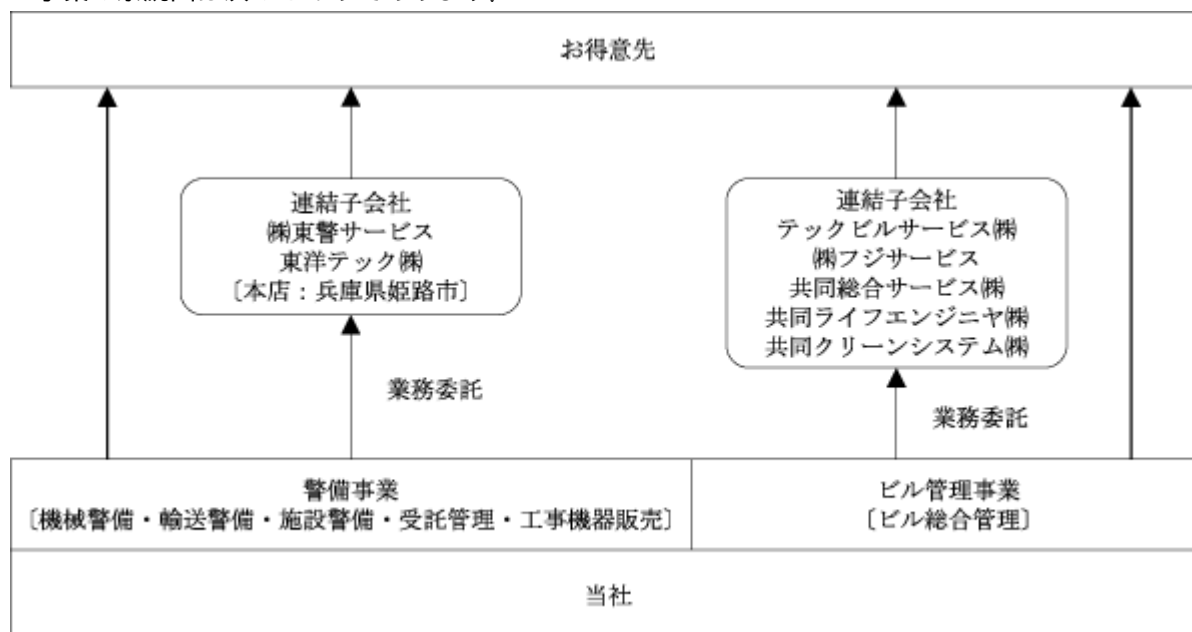 お得意先
連結子会社
㈱東警サービス
東洋テック㈱
〔本店：兵庫県姫路市〕
連結子会社
テックビルサービス㈱
㈱フジサービス
共同総合サービス㈱
共同ライフエンジニヤ㈱
共同クリーンシステム㈱
業務委託
業務委託
警備事業
〔機械警備・輸送警備・施設警備・受託管理・工事機器販売〕
ビル管理事業
〔ビル総合管理〕
当社